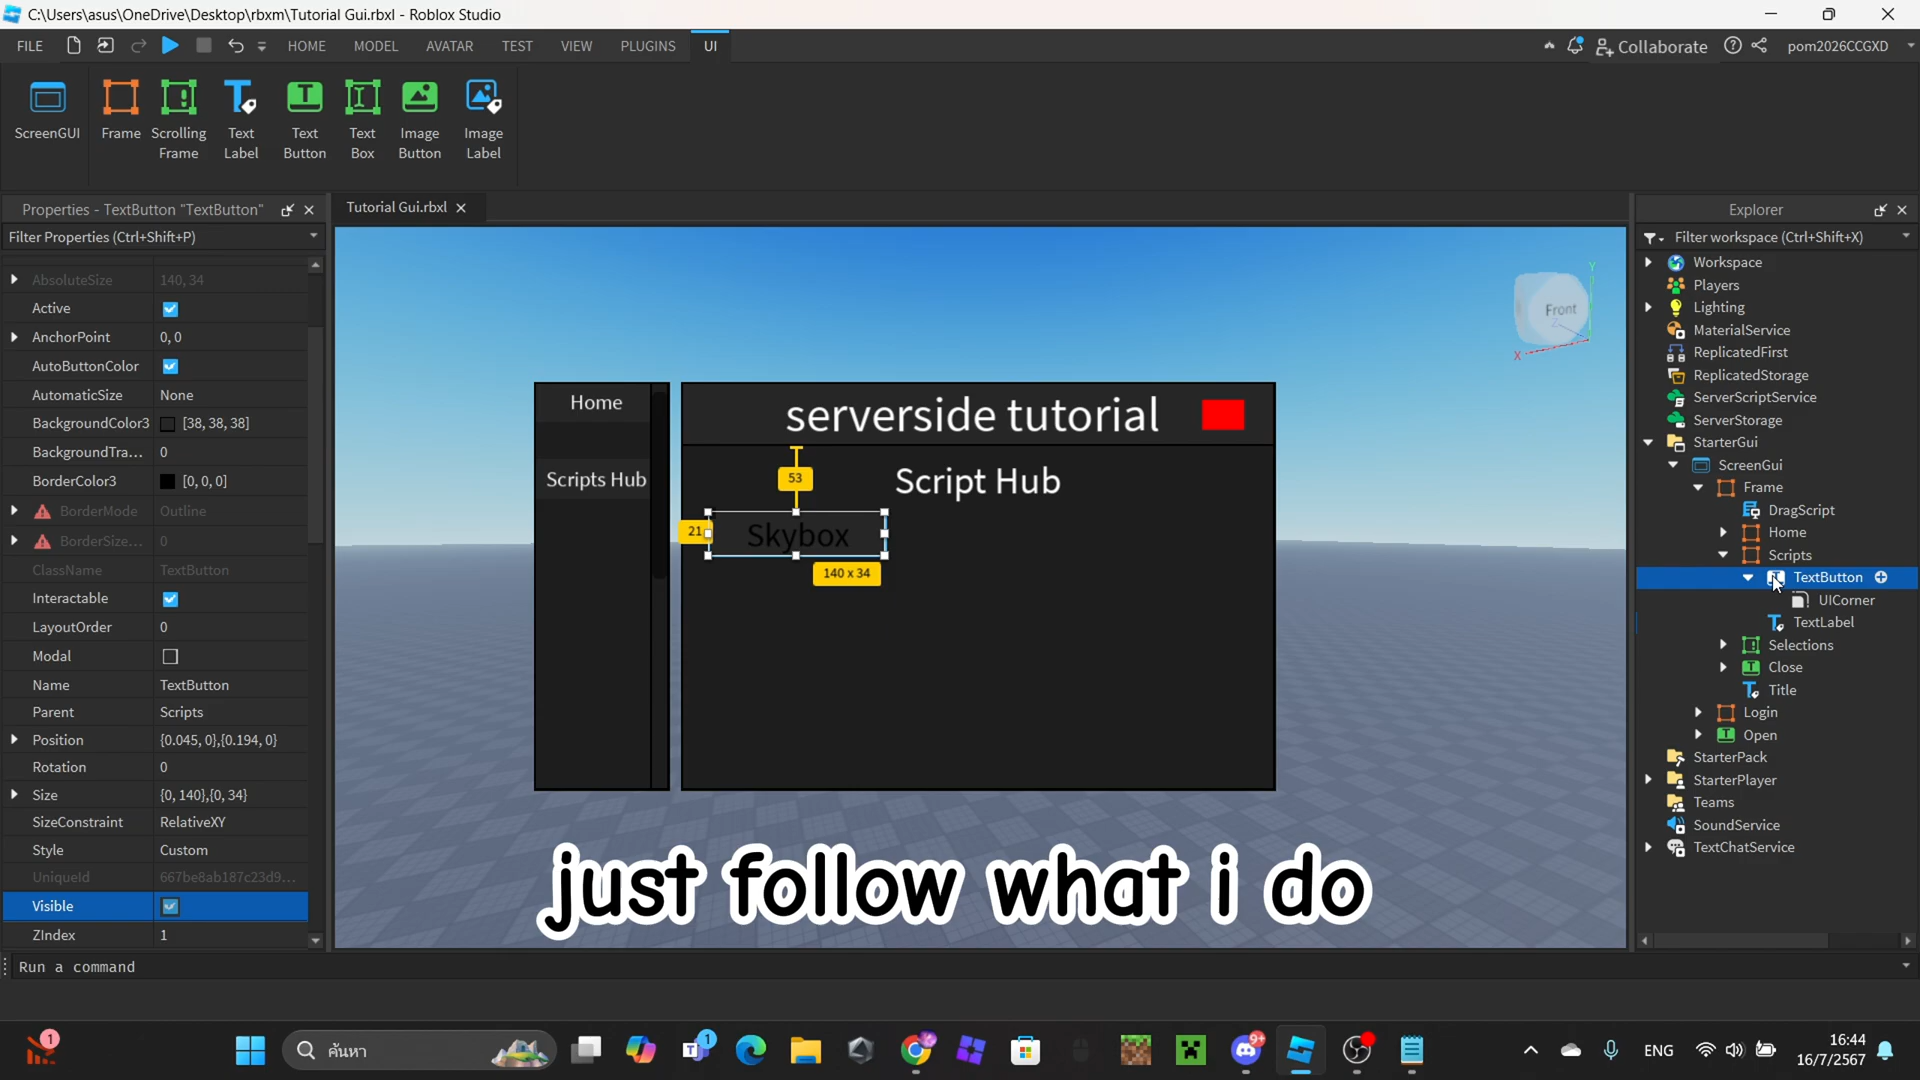 C:\Users\asus\OneDrive\Desktop\rbxm\Tutorial Gui.rbxl - Roblox Studio
FILE
HOME
MODEL
AVATAR
TEST
VIEW
PLUGINS
UI
Collaborate
pom2026CCGXD
ScreenGUI
Frame
Scrolling
Frame
Text
Label
Text
Button
Text
Box
Image
Button
Image
Label
Properties - TextButton "TextButton"
Filter Properties (Ctrl+Shift+P)
AbsoluteSize 140, 34
Active
AnchorPoint 0, 0
AutoButtonColor
AutomaticSize None
BackgroundColor3 [38, 38, 38]
BackgroundTra... 0
BorderColor3 [0, 0, 0]
BorderMode Outline
BorderSize... 0
ClassName TextButton
Interactable
LayoutOrder 0
Modal
Name TextButton
Parent Scripts
Position {0.045, 0},{0.194, 0}
Rotation 0
Size {0, 140},{0, 34}
SizeConstraint RelativeXY
Style Custom
UniqueId 667be8ab187c23d9...
Visible
ZIndex 1
Tutorial Gui.rbxl
Front
X
Y
Z
Home
Scripts Hub
serverside tutorial
Script Hub
53
21
Skybox
140 x 34
just follow what i do
Explorer
Filter workspace (Ctrl+Shift+X)
Workspace
Players
Lighting
MaterialService
ReplicatedFirst
ReplicatedStorage
ServerScriptService
ServerStorage
StarterGui
ScreenGui
Frame
DragScript
Home
Scripts
TextButton
UICorner
TextLabel
Selections
Close
Title
Login
Open
StarterPack
StarterPlayer
Teams
SoundService
TextChatService
Run a command
1
ค้นหา
1
9+
ENG
16:44
16/7/2567